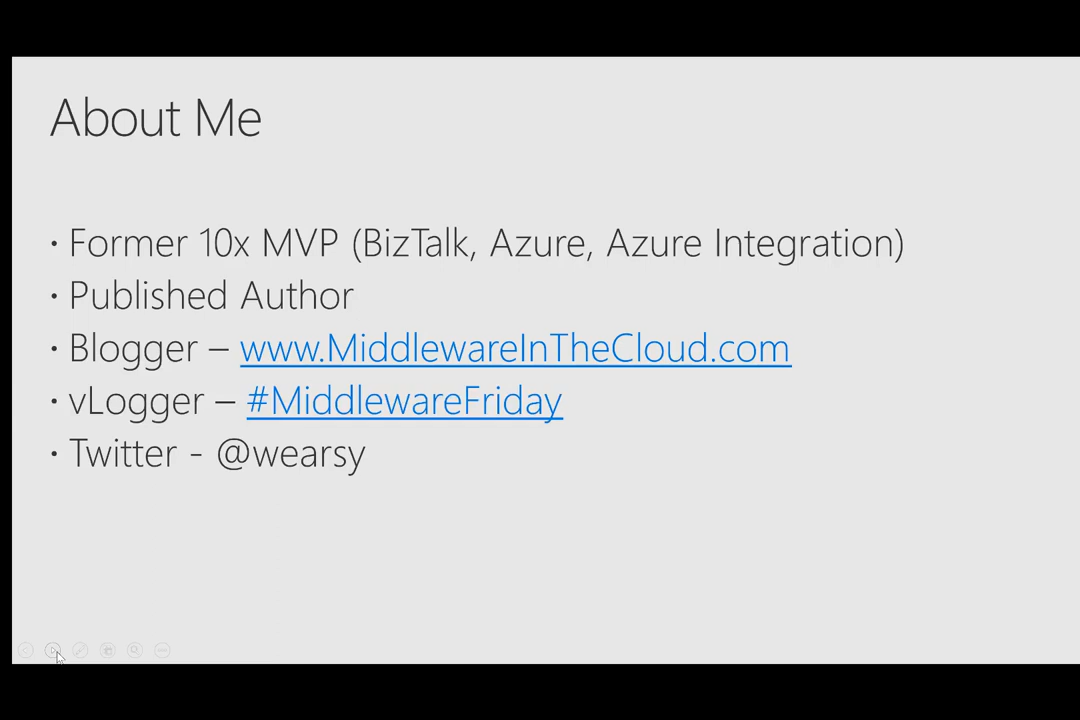 About Me
· Former 10x MVP (BizTalk, Azure, Azure Integration)
· Published Author
· Blogger – www.MiddlewareInTheCloud.com
· vLogger – #MiddlewareFriday
· Twitter - @wearsy